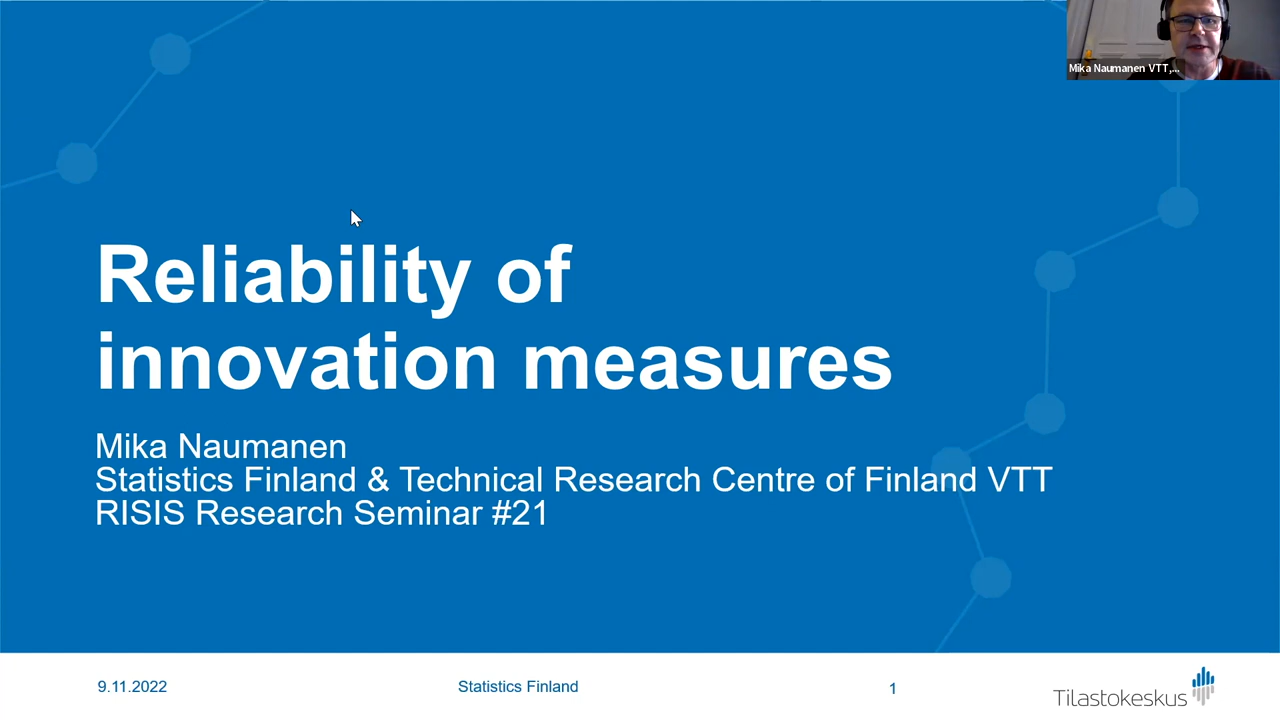 Mika Naumanen VTT,...
Reliability of
innovation measures
Mika Naumanen
Statistics Finland & Technical Research Centre of Finland VTT
RISIS Research Seminar #21
9.11.2022
Statistics Finland
1
Tilastokeskus